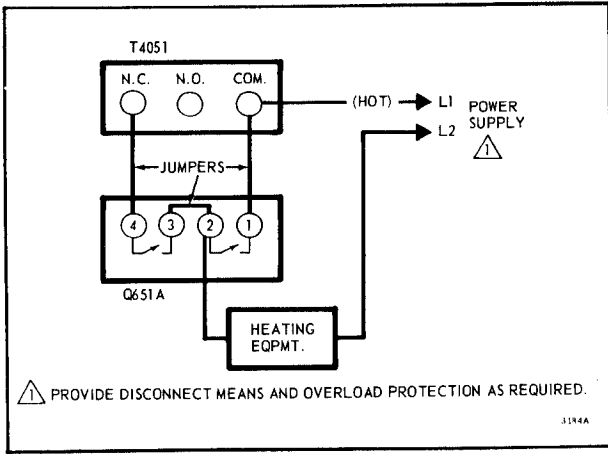 T4051
N.C. N.O. COM.
(HOT) L1
L2
POWER
SUPPLY
1
JUMPERS
4 3 2 1
Q651A
HEATING
EQPMT.
1 PROVIDE DISCONNECT MEANS AND OVERLOAD PROTECTION AS REQUIRED.
3184A